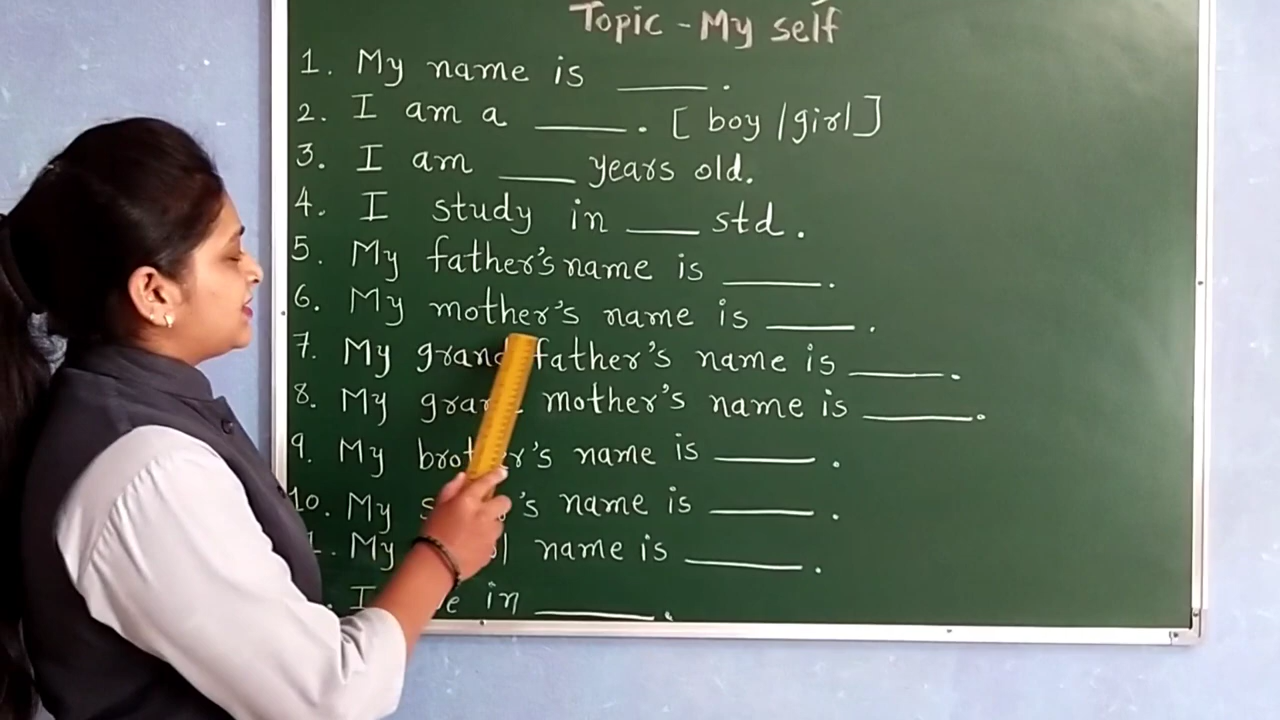 Topic - My self
1. My name is ____.
2. I am a ____. [boy/girl]
3. I am ____ years old.
4. I study in ____ std.
5. My father's name is ____.
6. My mother's name is ____.
7. My grand father's name is ____.
8. My mother's name is ____.
9. My brother's name is ____.
10. My name is ____.
My name is ____.
I in ____.